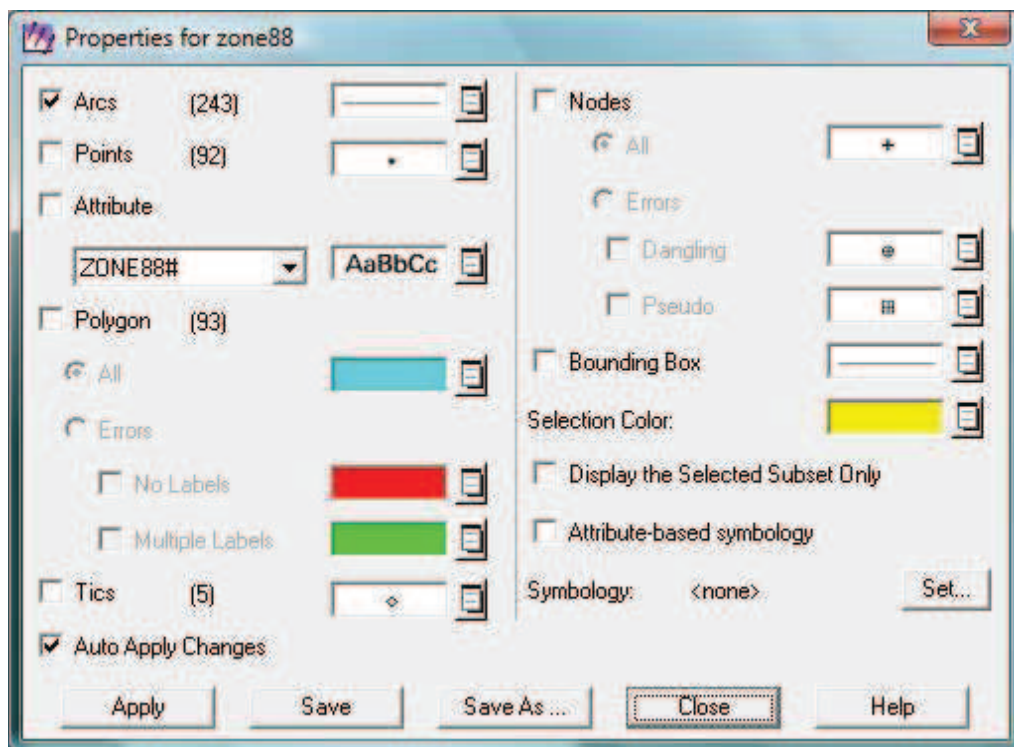 Properties for zone88
Arcs (243)
Points (92)
Attribute
ZONE88#
AaBbCc
Polygon (93)
All
Errors
No Labels
Multiple Labels
Tics (5)
Auto Apply Changes
Nodes
All
Errors
Dangling
Pseudo
Bounding Box
Selection Color:
Display the Selected Subset Only
Attribute-based symbology
Symbology: <none>
Set...
Apply
Save
Save As ...
Close
Help